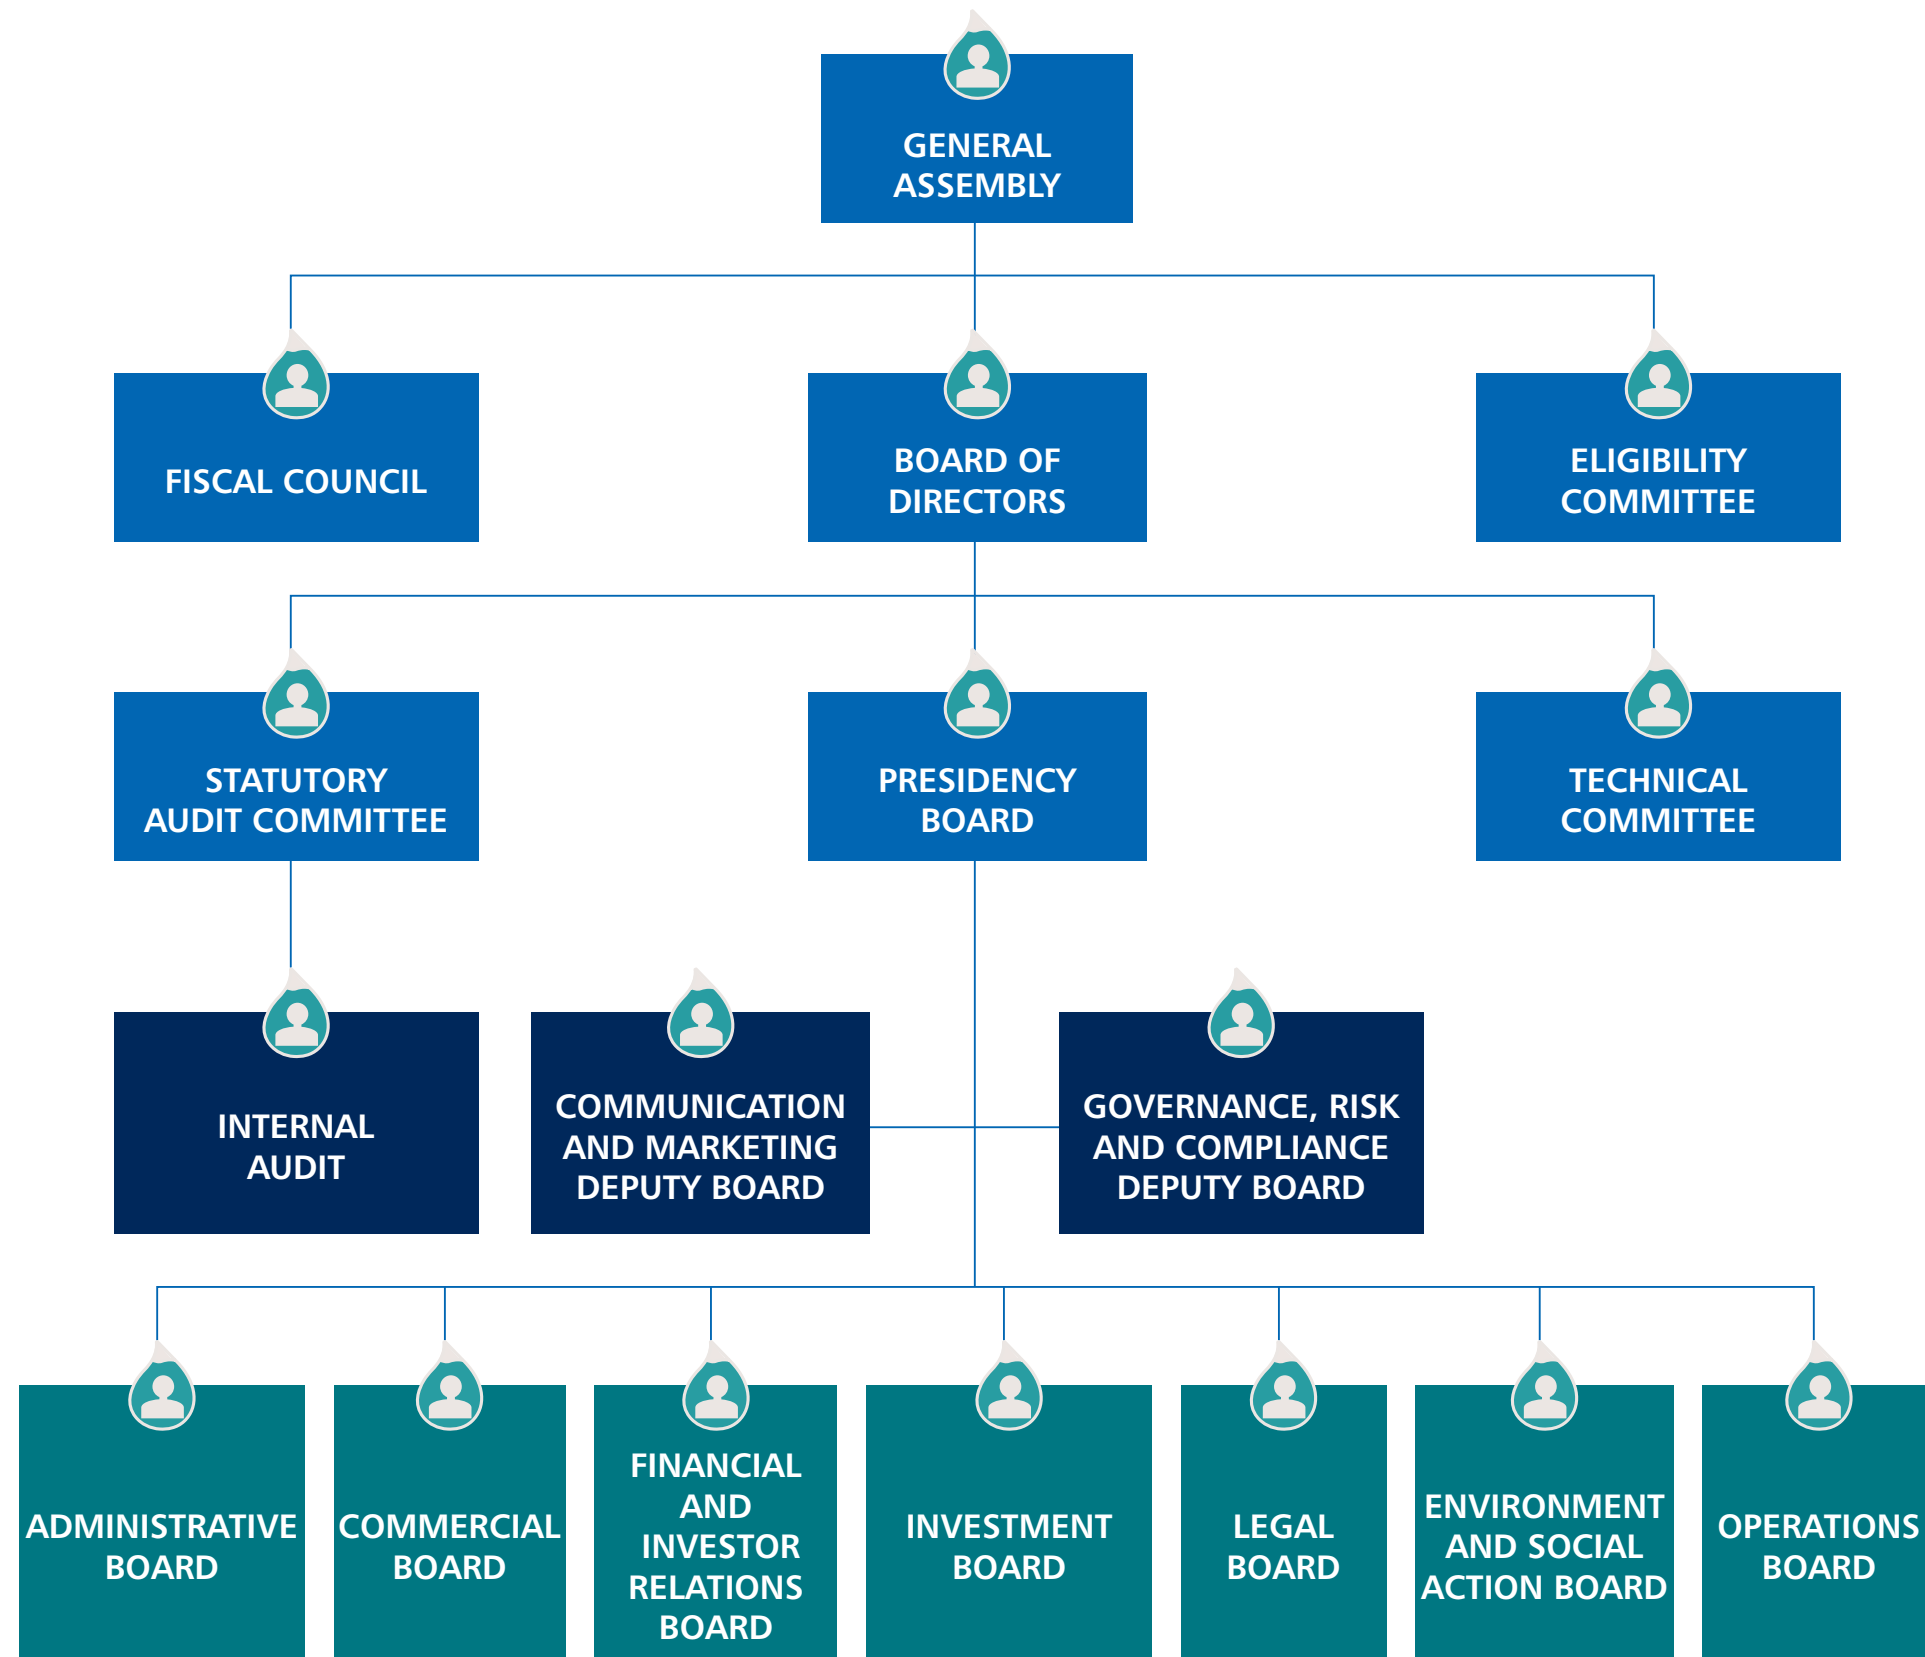 GENERAL
ASSEMBLY
FISCAL COUNCIL
BOARD OF
DIRECTORS
ELIGIBILITY
COMMITTEE
STATUTORY
AUDIT COMMITTEE
PRESIDENCY
BOARD
TECHNICAL
COMMITTEE
INTERNAL
AUDIT
COMMUNICATION
AND MARKETING
DEPUTY BOARD
GOVERNANCE, RISK
AND COMPLIANCE
DEPUTY BOARD
ADMINISTRATIVE
BOARD
COMMERCIAL
BOARD
FINANCIAL
AND
INVESTOR
RELATIONS
BOARD
INVESTMENT
BOARD
LEGAL
BOARD
ENVIRONMENT
AND SOCIAL
ACTION BOARD
OPERATIONS
BOARD